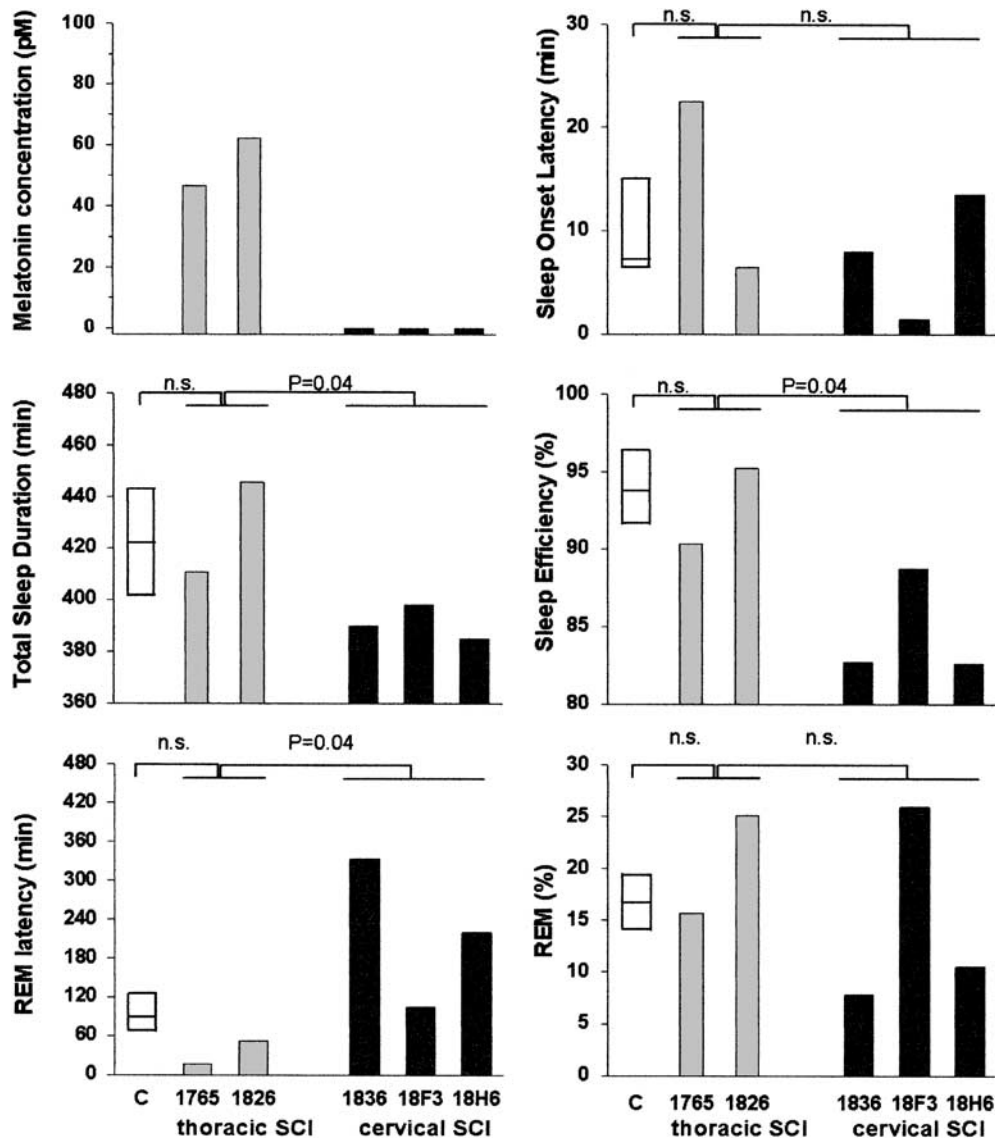 Melatonin concentration (pM)
100
80
60
40
20
0
Sleep Onset Latency (min)
30
20
10
0
n.s.
n.s.
Total Sleep Duration (min)
480
460
440
420
400
380
360
n.s.
P=0.04
Sleep Efficiency (%)
100
95
90
85
80
n.s.
P=0.04
REM latency (min)
480
420
360
300
240
180
120
60
0
n.s.
P=0.04
C 1765 1826 1836 18F3 18H6
thoracic SCI cervical SCI
REM (%)
30
25
20
15
10
5
0
n.s.
n.s.
C 1765 1826 1836 18F3 18H6
thoracic SCI cervical SCI